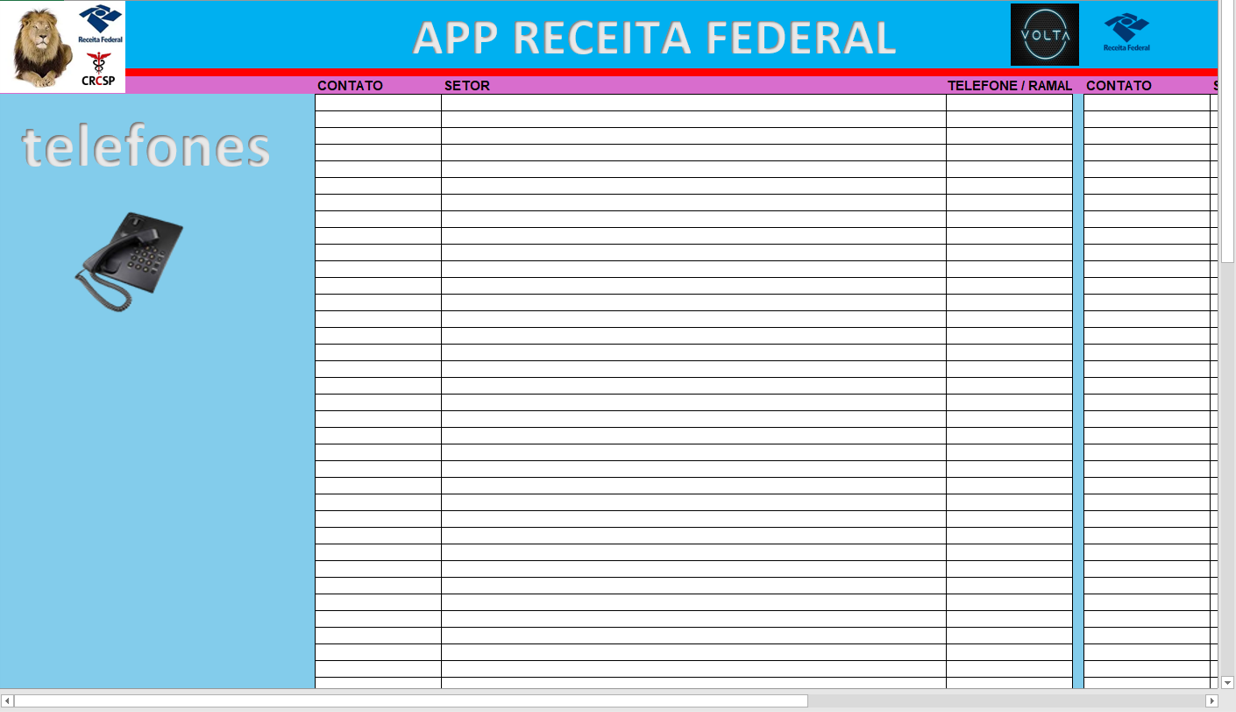 Receita Federal
CRCSP
APP RECEITA FEDERAL
VOLTA
Receita Federal
CONTATO SETOR TELEFONE / RAMAL CONTATO S
telefones